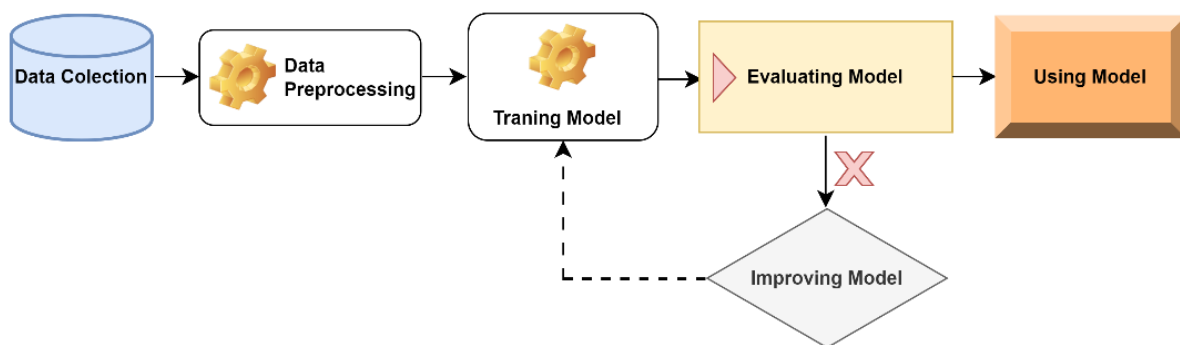 Data Colection
Data
Preprocessing
Traning Model
Evaluating Model
Using Model
Improving Model